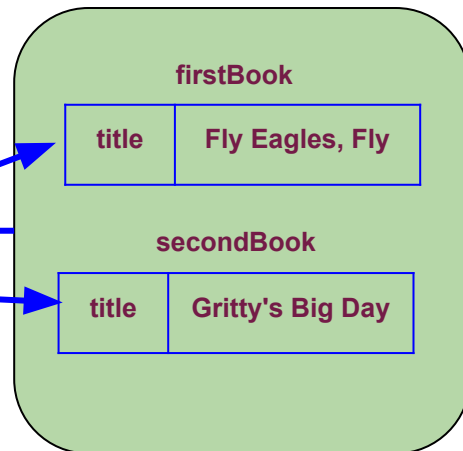 firstBook
title Fly Eagles, Fly
secondBook
title Gritty's Big Day